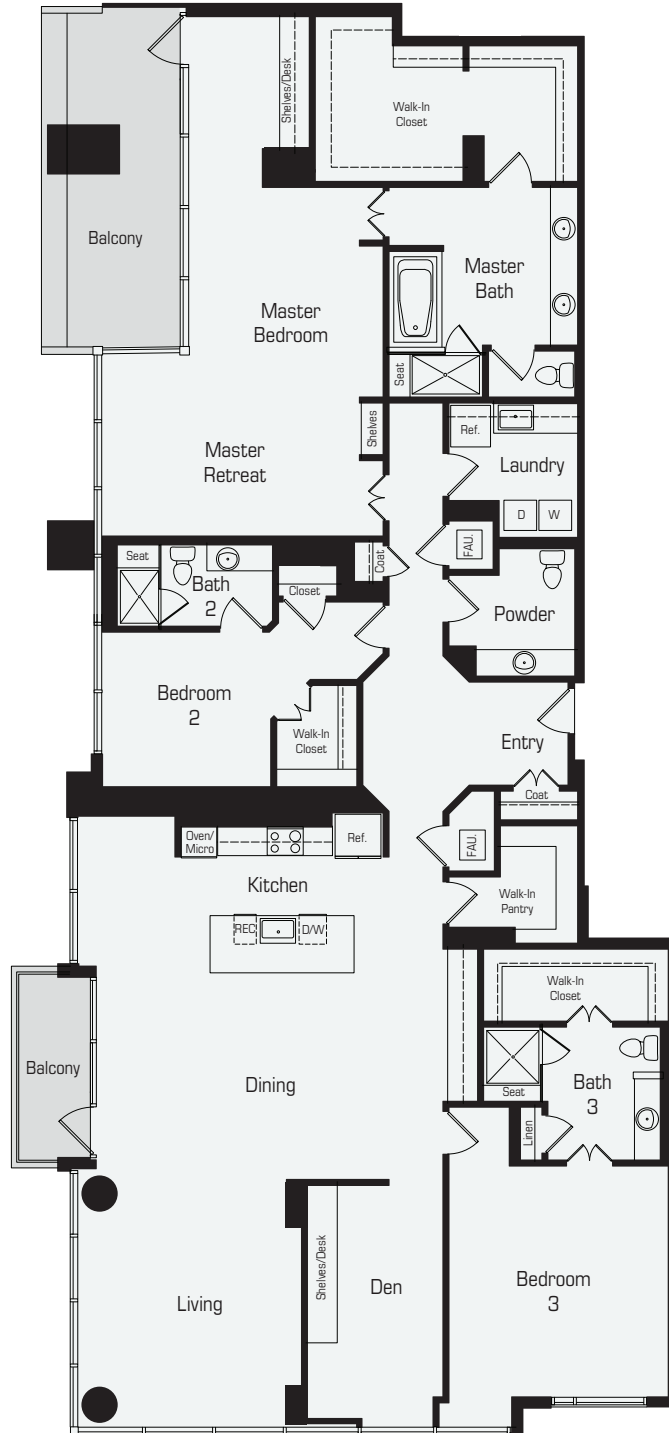 Shelves/Desk
Walk-In
Closet
Balcony
Master
Bath
Master
Bedroom
Seat
Shelves
Ref.
Master
Retreat
Laundry
D
W
FAU.
Coat
Seat
Bath
2
Closet
Powder
Bedroom
2
Walk-In
Closet
Entry
Coat
Oven/
Micro
Ref.
FAU.
Kitchen
Walk-In
Pantry
REC
D/W
Walk-In
Closet
Balcony
Dining
Bath
3
Seat
Linen
Shelves/Desk
Den
Living
Bedroom
3